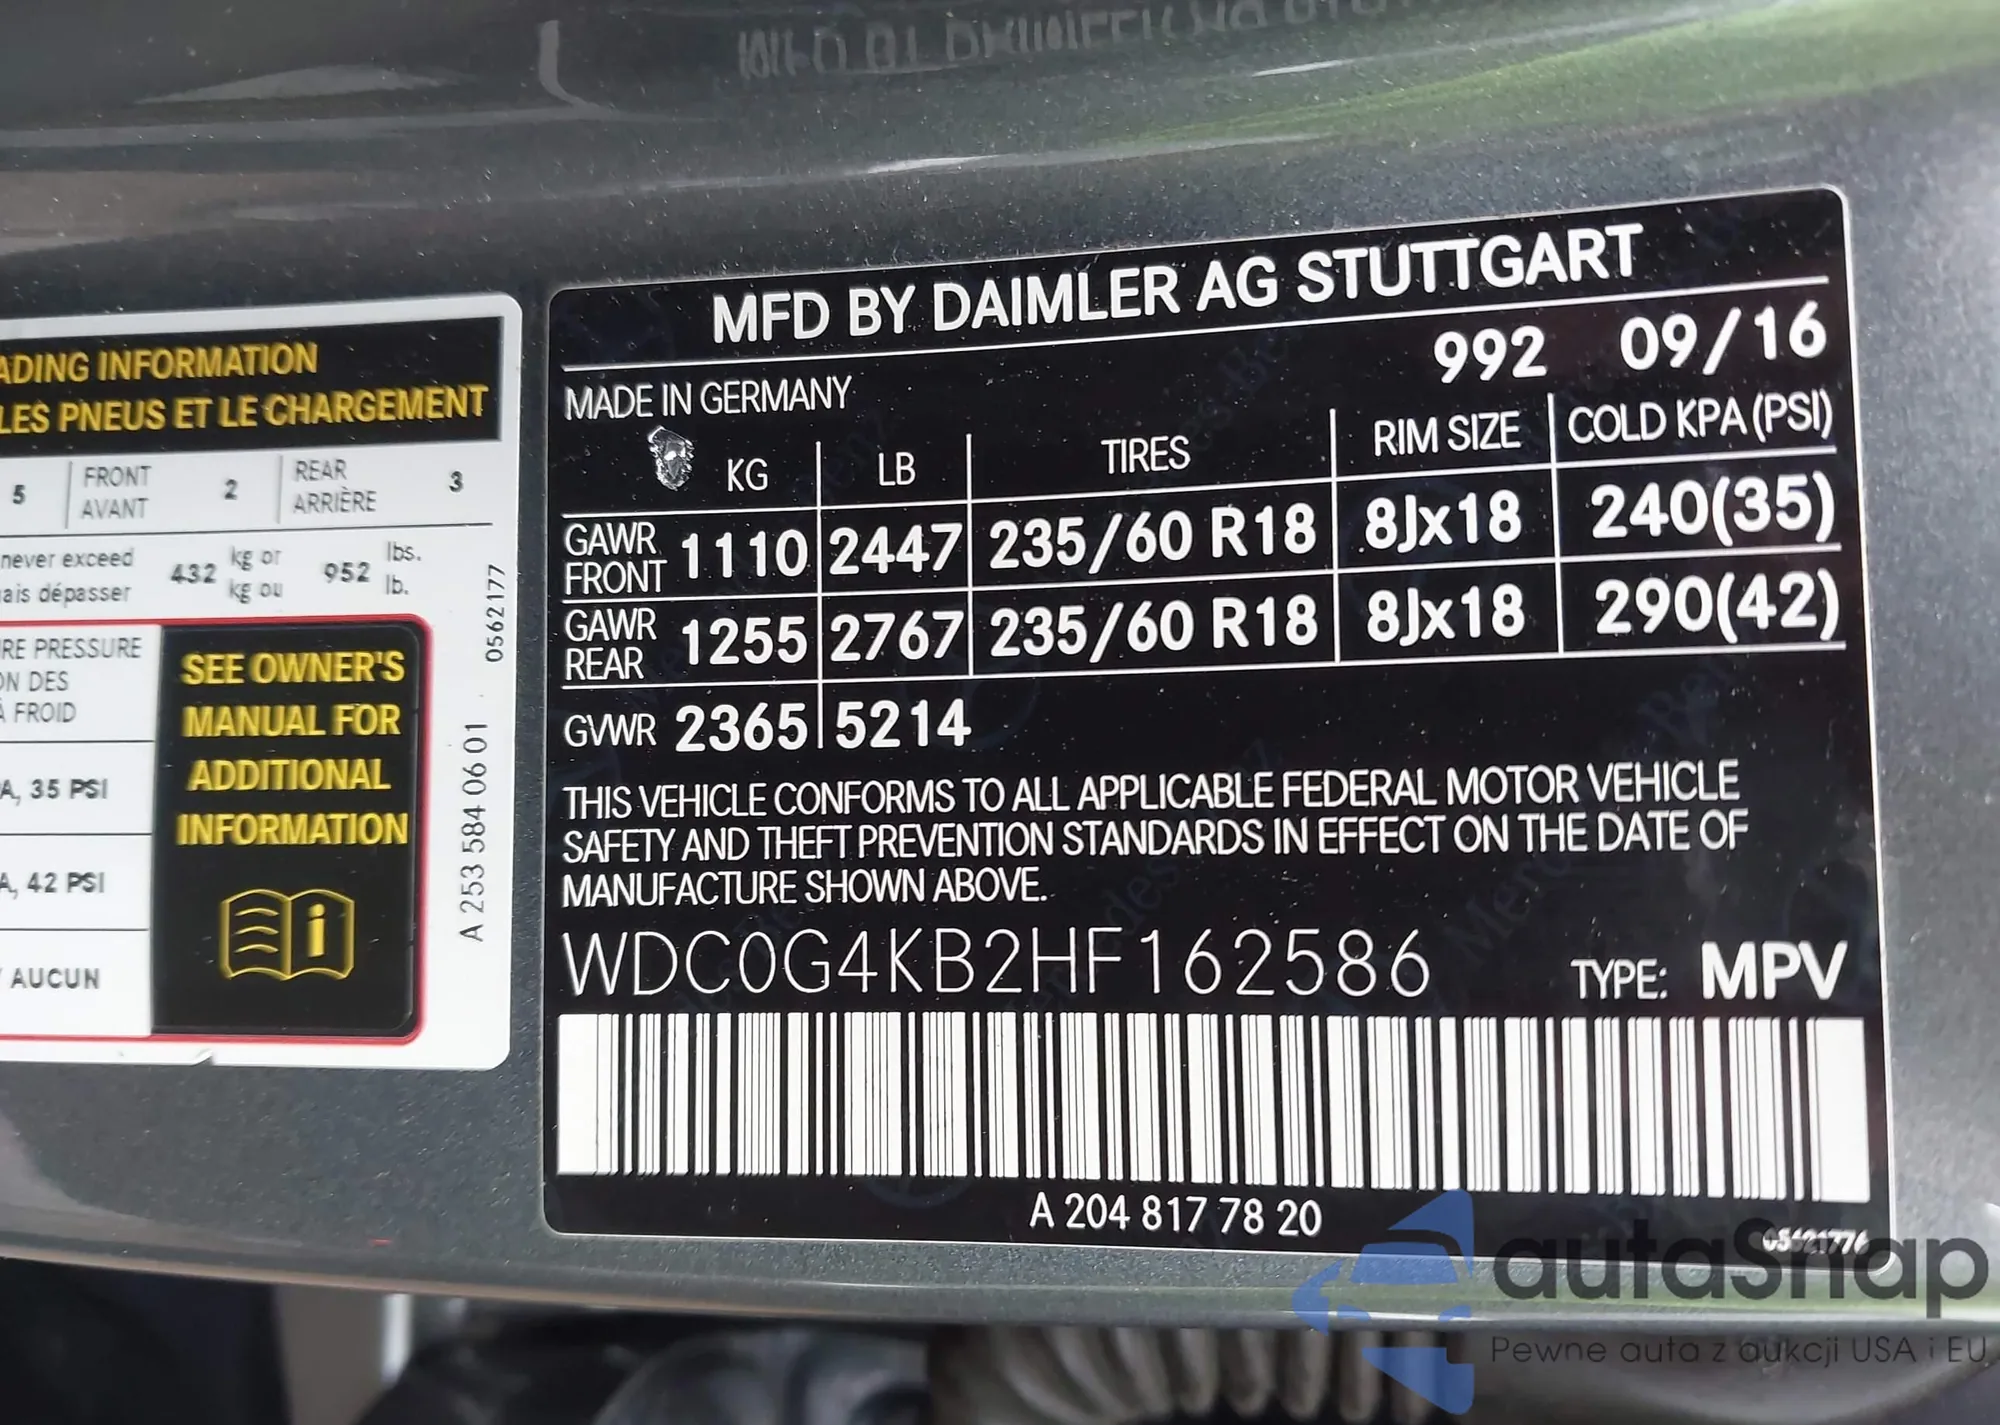 ADING INFORMATION
LES PNEUS ET LE CHARGEMENT
5 FRONT AVANT 2 REAR ARRIÈRE 3
never exceed 432 kg or 952 lbs.
ais dépasser kg ou lb.
RE PRESSURE
ON DES
À FROID
A, 35 PSI
A, 42 PSI
AUCUN
SEE OWNER'S
MANUAL FOR
ADDITIONAL
INFORMATION
i
A 253 584 06 01 0562177
MFD BY DAIMLER AG STUTTGART
992 09/16
MADE IN GERMANY
KG LB TIRES RIM SIZE COLD KPA (PSI)
GAWR FRONT 1110 2447 235/60 R18 8Jx18 240(35)
GAWR REAR 1255 2767 235/60 R18 8Jx18 290(42)
GVWR 2365 5214
THIS VEHICLE CONFORMS TO ALL APPLICABLE FEDERAL MOTOR VEHICLE
SAFETY AND THEFT PREVENTION STANDARDS IN EFFECT ON THE DATE OF
MANUFACTURE SHOWN ABOVE.
WDC0G4KB2HF162586 TYPE: MPV
A 204 817 78 20
autaSnap
Pewne auta z aukcji USA i EU